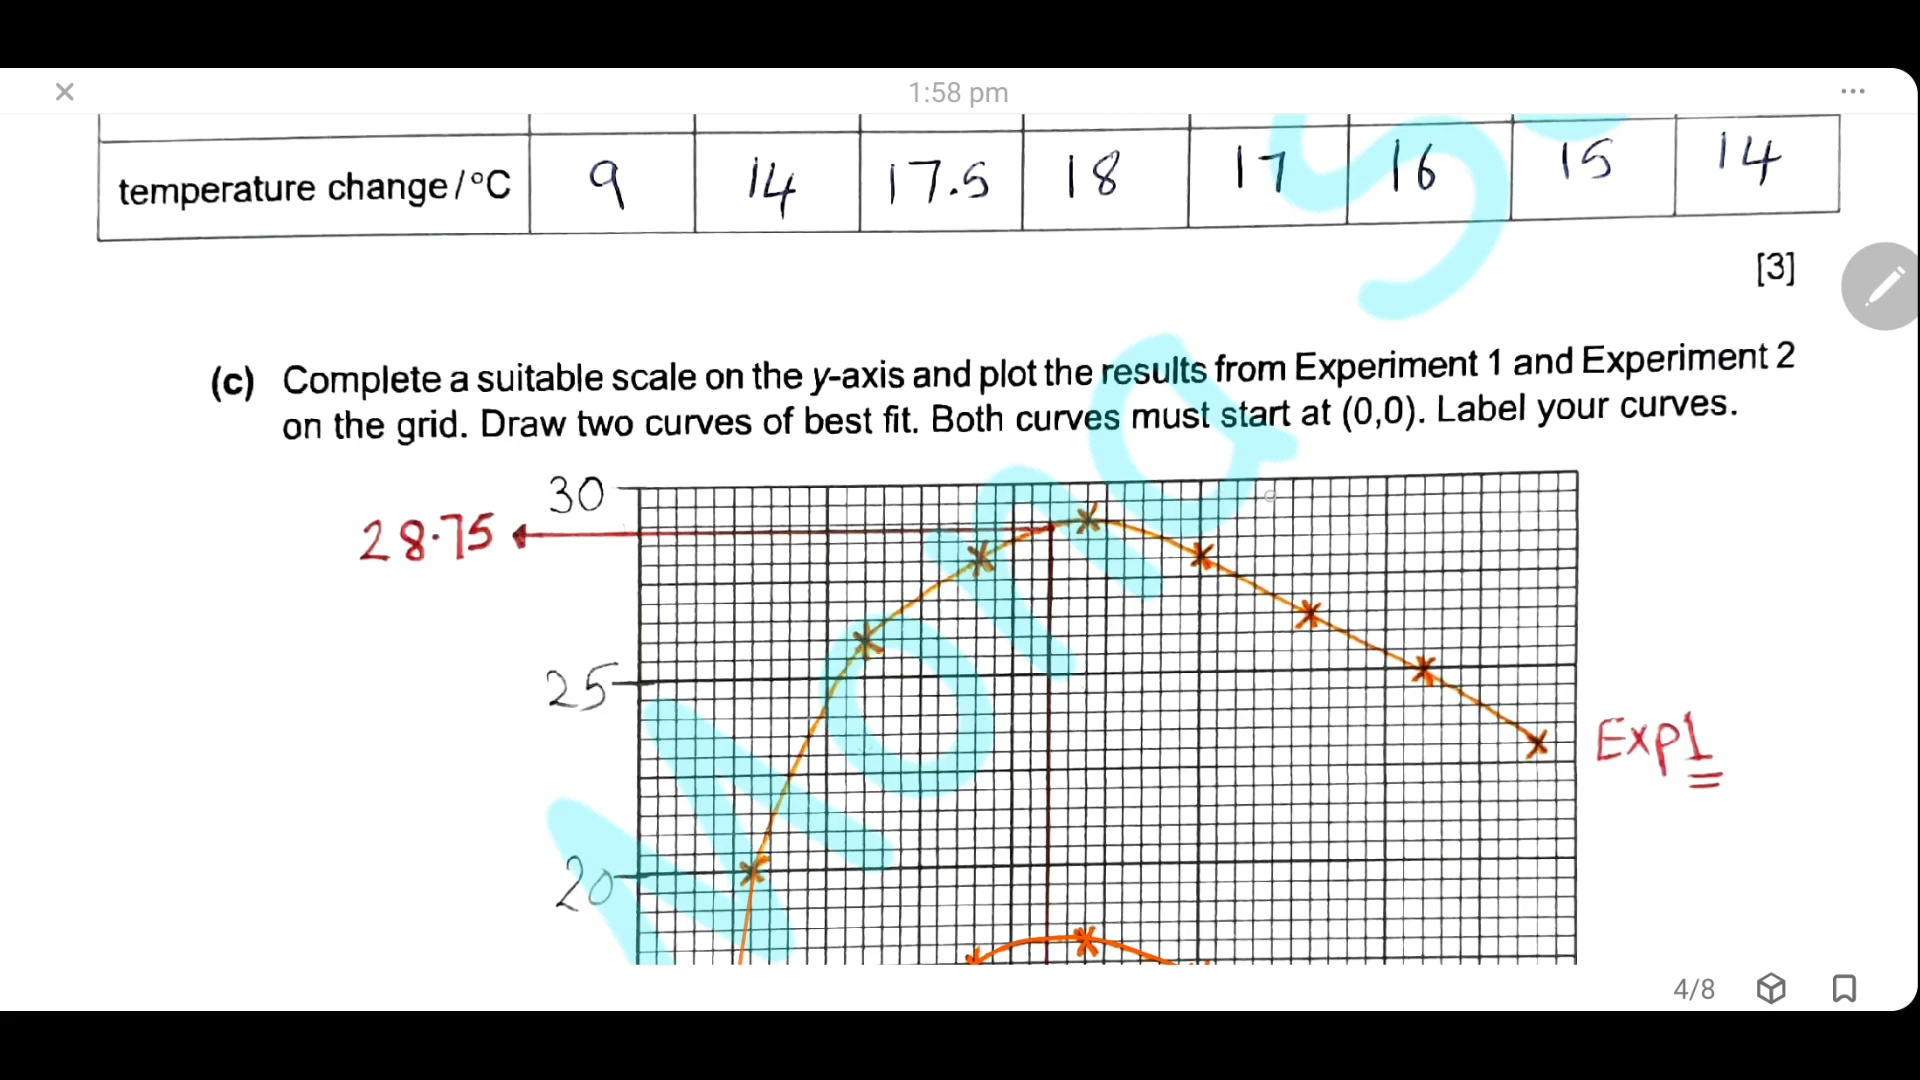 1:58 pm
temperature change/°C 9 14 17.5 18 17 16 15 14
[3]
(c) Complete a suitable scale on the y-axis and plot the results from Experiment 1 and Experiment 2
on the grid. Draw two curves of best fit. Both curves must start at (0,0). Label your curves.
30
28.75
25
Exp1
20
Mona S
4/8